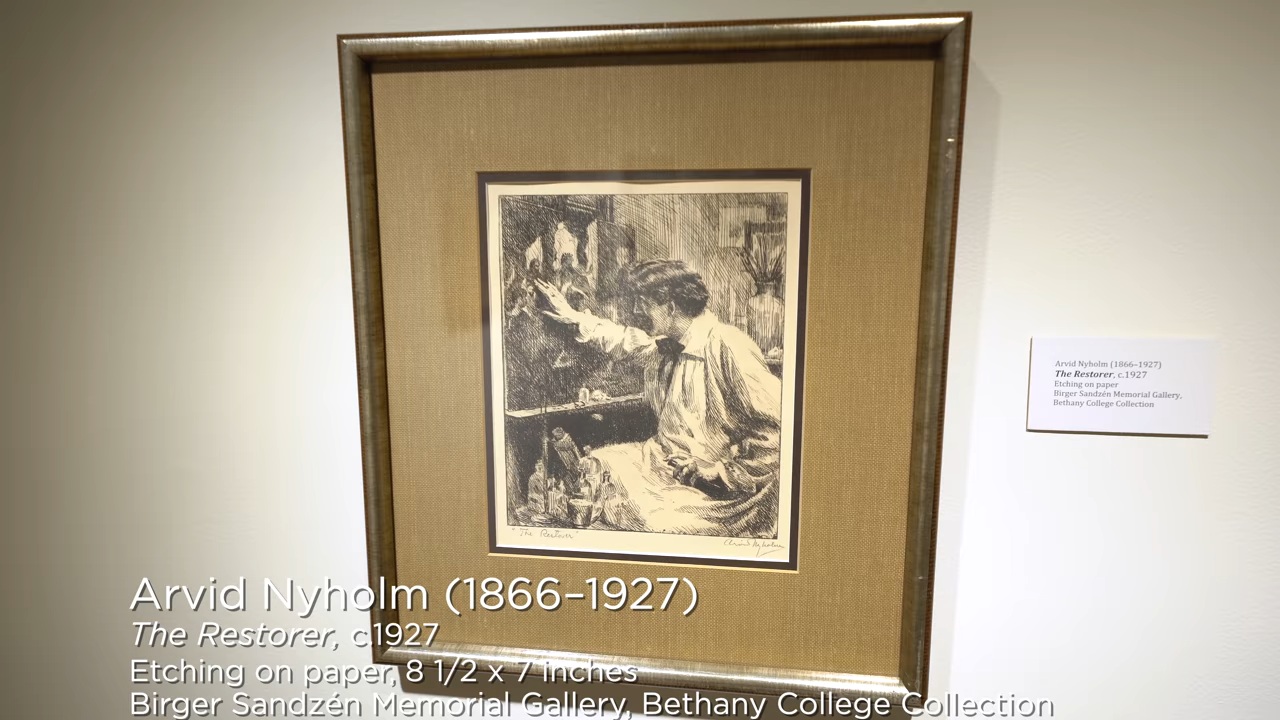 Arvid Nyholm (1866–1927)
The Restorer, c.1927
Etching on paper
Birger Sandzén Memorial Gallery,
Bethany College Collection
"The Restorer"
Arvid Nyholm
Arvid Nyholm (1866–1927)
The Restorer, c.1927
Etching on paper, 8 1/2 x 7 inches
Birger Sandzén Memorial Gallery, Bethany College Collection